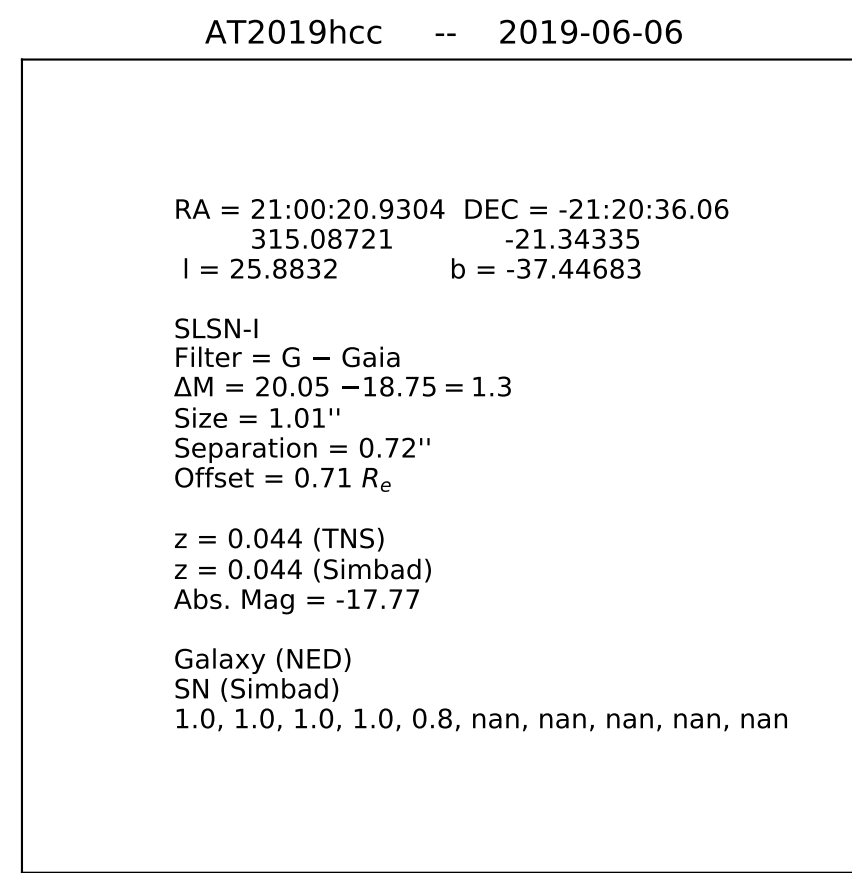 AT2019hcc -- 2019-06-06
RA = 21:00:20.9304 DEC = -21:20:36.06
315.08721 -21.34335
l = 25.8832 b = -37.44683
SLSN-I
Filter = G − Gaia
ΔM = 20.05 −18.75 = 1.3
Size = 1.01''
Separation = 0.72''
Offset = 0.71 Rₑ
z = 0.044 (TNS)
z = 0.044 (Simbad)
Abs. Mag = -17.77
Galaxy (NED)
SN (Simbad)
1.0, 1.0, 1.0, 1.0, 0.8, nan, nan, nan, nan, nan